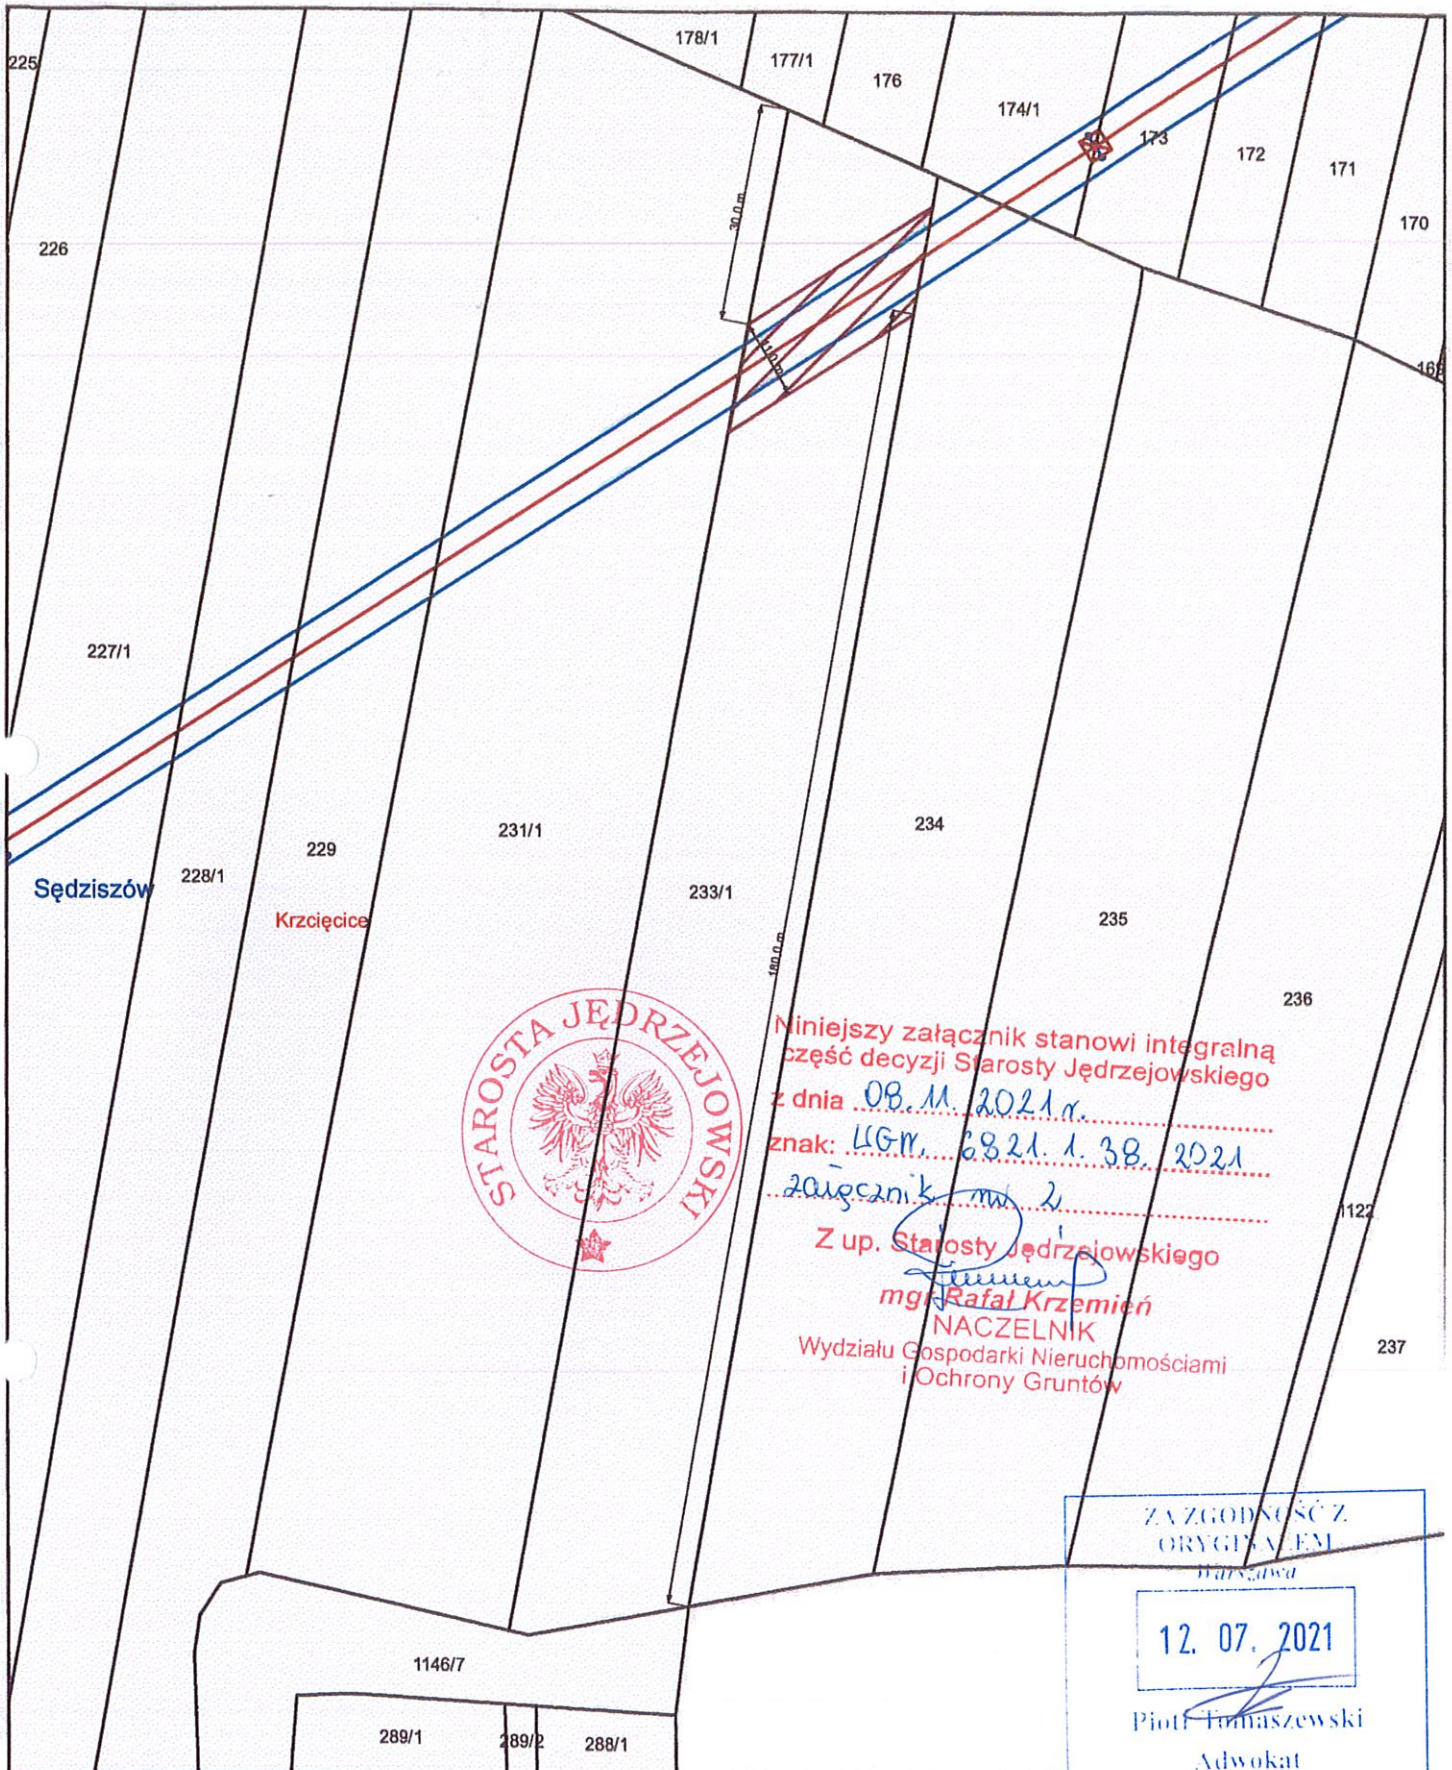 225
178/1
177/1
176
174/1
173
172
171
170
226
30.0 m
11.0 m
227/1
231/1
229
228/1
Sędziszów
Krzcięcice
233/1
234
235
236
180.0 m
STAROSTA JĘDRZEJOWSKI
Niniejszy załącznik stanowi integralną
część decyzji Starosty Jędrzejowskiego
z dnia 08.11.2021 r.
znak: UGN. 6821.1.38.2021
załącznik nr 2
Z up. Starosty Jędrzejowskiego
mgr Rafał Krzemień
NACZELNIK
Wydziału Gospodarki Nieruchomościami
i Ochrony Gruntów
1122
237
ZA ZGODNOŚĆ Z
ORYGINAŁEM
Warszawa
12. 07. 2021
Piotr Tomaszewski
Adwokat
1146/7
289/1
289/2
288/1